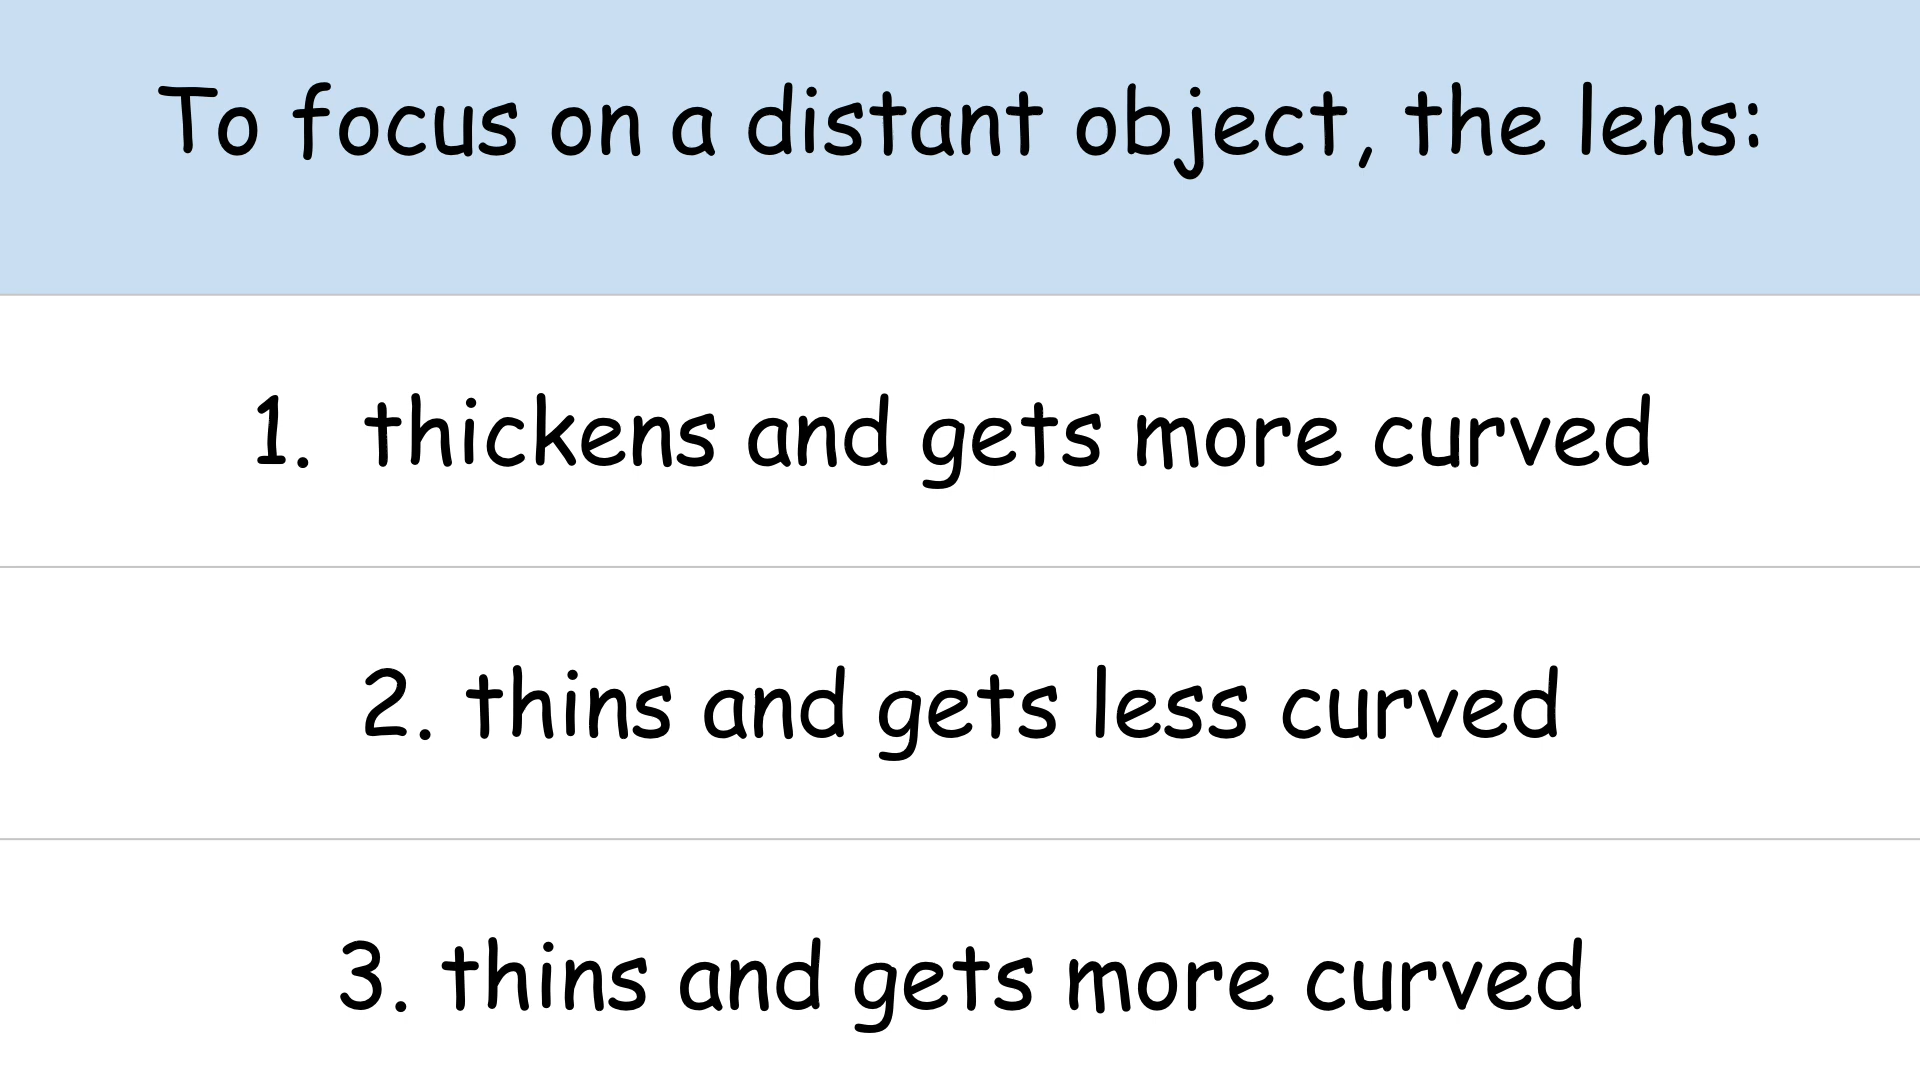 To focus on a distant object, the lens:
1. thickens and gets more curved
2. thins and gets less curved
3. thins and gets more curved